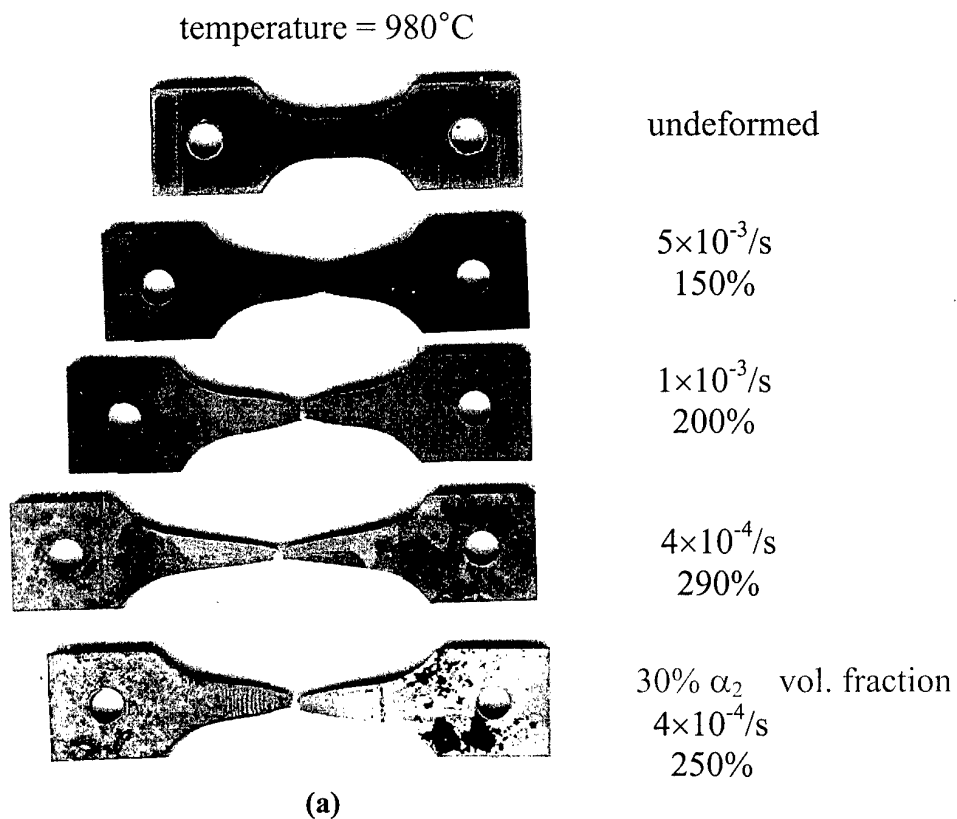 temperature = 980°C
undeformed
5×10⁻³/s
150%
1×10⁻³/s
200%
4×10⁻⁴/s
290%
30% α₂ vol. fraction
4×10⁻⁴/s
250%
(a)